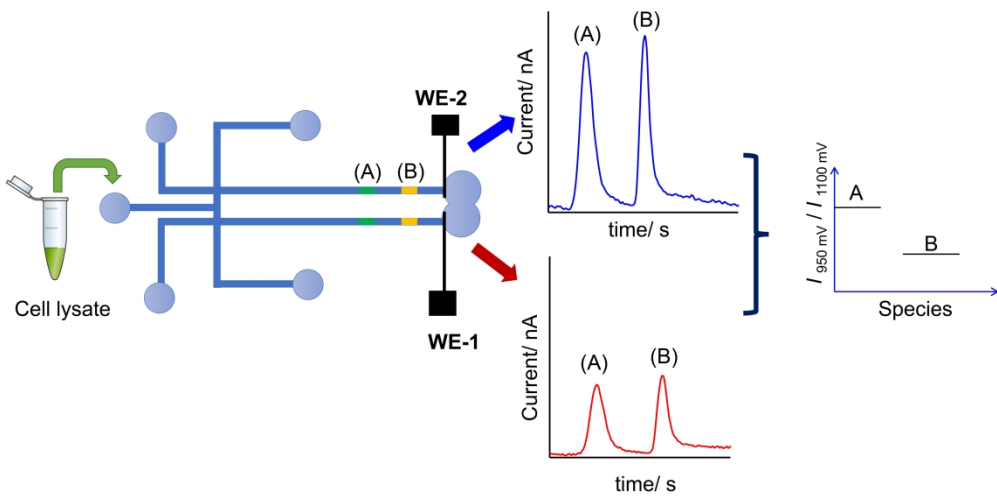 Cell lysate
(A)
(B)
WE-2
WE-1
Current/ nA
(A)
(B)
time/ s
Current/ nA
(A)
(B)
time/ s
I 950 mV / I 1100 mV
A
B
Species